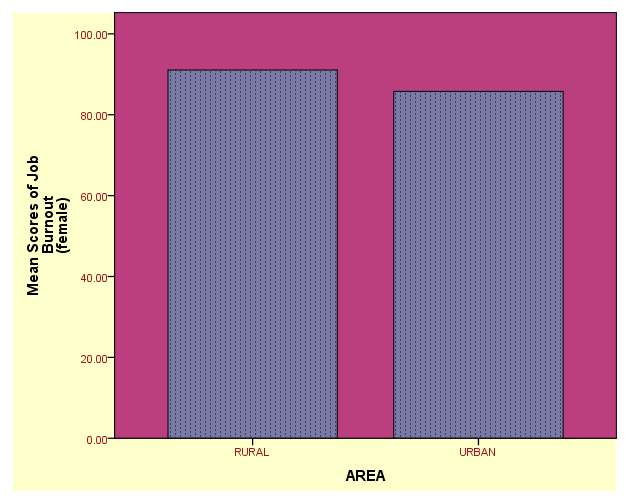 Mean Scores of Job
Burnout
(female)
100.00
80.00
60.00
40.00
20.00
0.00
RURAL
URBAN
AREA